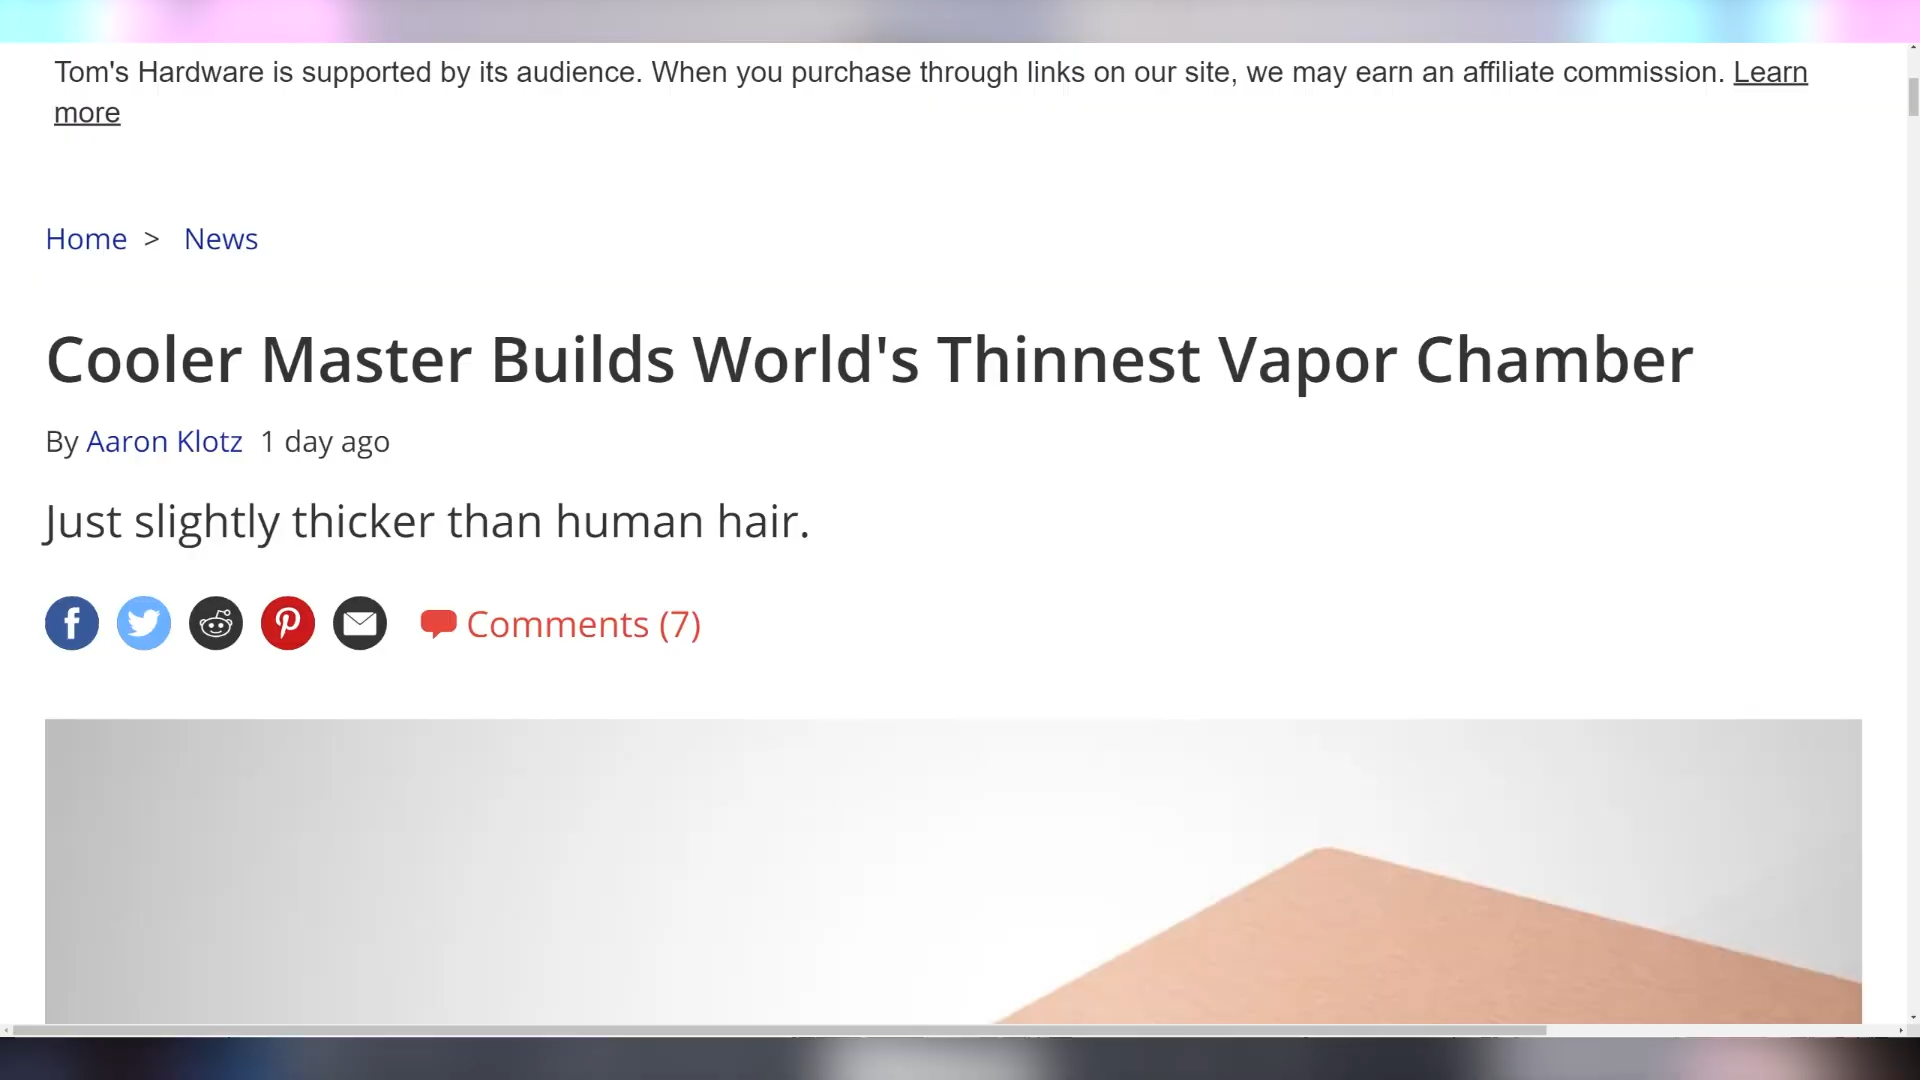 Tom's Hardware is supported by its audience. When you purchase through links on our site, we may earn an affiliate commission. Learn
more
Home > News
Cooler Master Builds World's Thinnest Vapor Chamber
By Aaron Klotz 1 day ago
Just slightly thicker than human hair.
Comments (7)